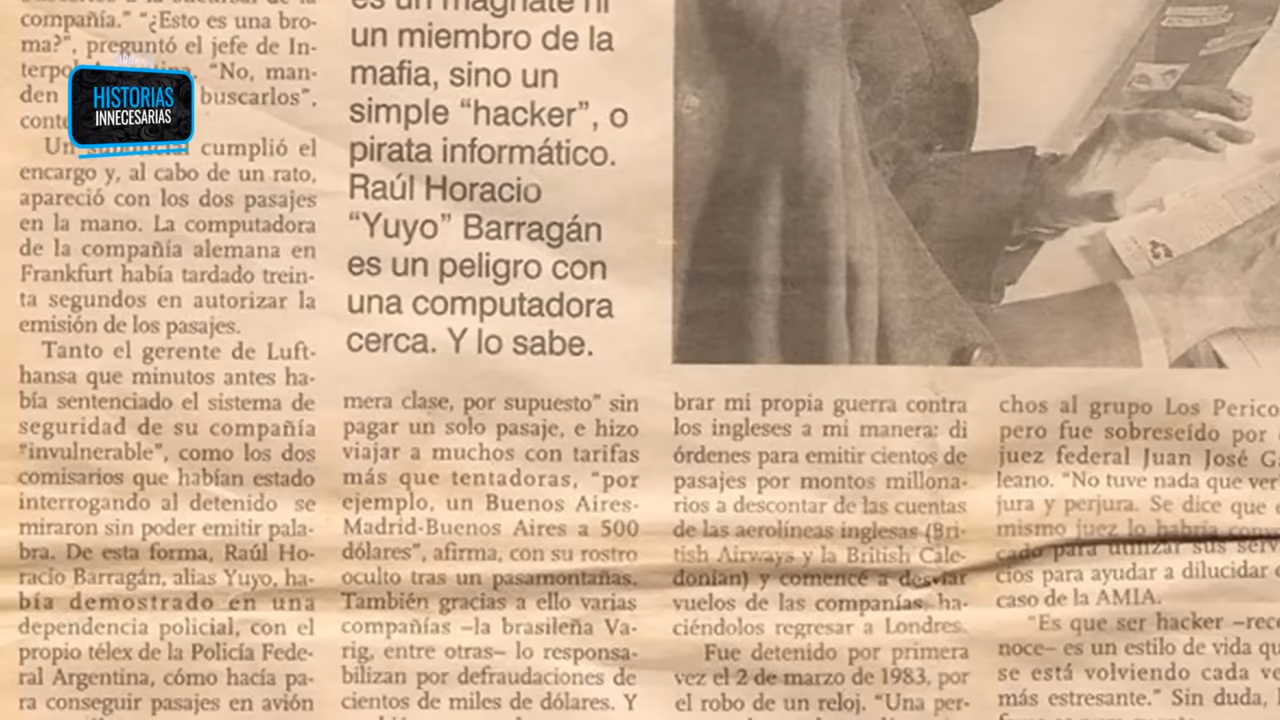 compañía." "¿Esto es una bro-
ma?", preguntó el jefe de In-
terpol "No, man-
den buscarlos",
Un cumplió el
encargo y, al cabo de un rato,
apareció con los dos pasajes
en la mano. La computadora
de la compañía alemana en
Frankfurt había tardado trein-
ta segundos en autorizar la
emisión de los pasajes.
Tanto el gerente de Luft-
hansa que minutos antes ha-
bía sentenciado el sistema de
seguridad de su compañía
"invulnerable", como los dos
comisarios que habían estado
interrogando al detenido se
miraron sin poder emitir pala-
bra. De esta forma, Raúl Ho-
racio Barragán, alias Yuyo, ha-
bía demostrado en una
dependencia policial, con el
propio télex de la Policía Fede-
ral Argentina, cómo hacía pa-
ra conseguir pasajes en avión
HISTORIAS
INNECESARIAS
es un magnate ni
un miembro de la
mafia, sino un
simple "hacker", o
pirata informático.
Raúl Horacio
"Yuyo" Barragán
es un peligro con
una computadora
cerca. Y lo sabe.
mera clase, por supuesto" sin
pagar un solo pasaje, e hizo
viajar a muchos con tarifas
más que tentadoras, "por
ejemplo, un Buenos Aires-
Madrid-Buenos Aires a 500
dólares", afirma, con su rostro
oculto tras un pasamontañas.
También gracias a ello varias
compañías –la brasileña Va-
rig, entre otras– lo responsa-
bilizan por defraudaciones de
cientos de miles de dólares. Y
brar mi propia guerra contra
los ingleses a mi manera: di
órdenes para emitir cientos de
pasajes por montos millona-
rios a descontar de las cuentas
de las aerolíneas inglesas (Bri-
tish Airways y la British Cale-
donian) y comencé a desviar
vuelos de las compañías, ha-
ciéndolos regresar a Londres.
Fue detenido por primera
vez el 2 de marzo de 1983, por
el robo de un reloj. "Una per-
chos al grupo Los Perico
pero fue sobreseído por
juez federal Juan José Ga
leano. "No tuve nada que ver
jura y perjura. Se dice que
mismo juez lo habría
cado para utilizar sus serv
cios para ayudar a dilucidar
caso de la AMIA.
"Es que ser hacker –reco
noce– es un estilo de vida qu
se está volviendo cada ve
más estresante." Sin duda,